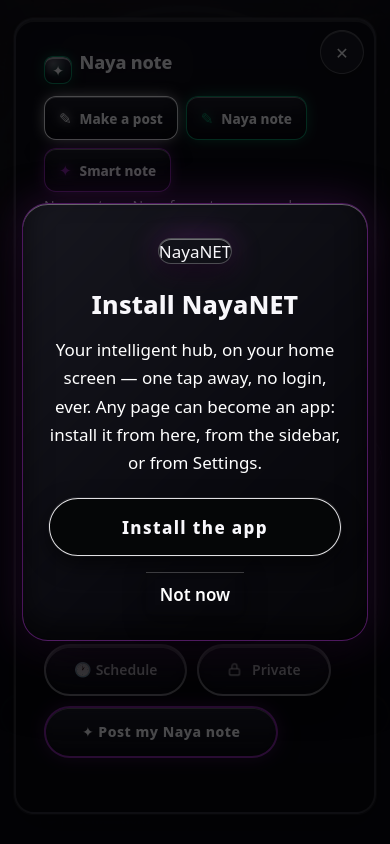 Naya note
×
Make a post
Naya note
Smart note
NayaNET
Install NayaNET
Your intelligent hub, on your home
screen — one tap away, no login,
ever. Any page can become an app:
install it from here, from the sidebar,
or from Settings.
Install the app
Not now
Schedule
Private
Post my Naya note